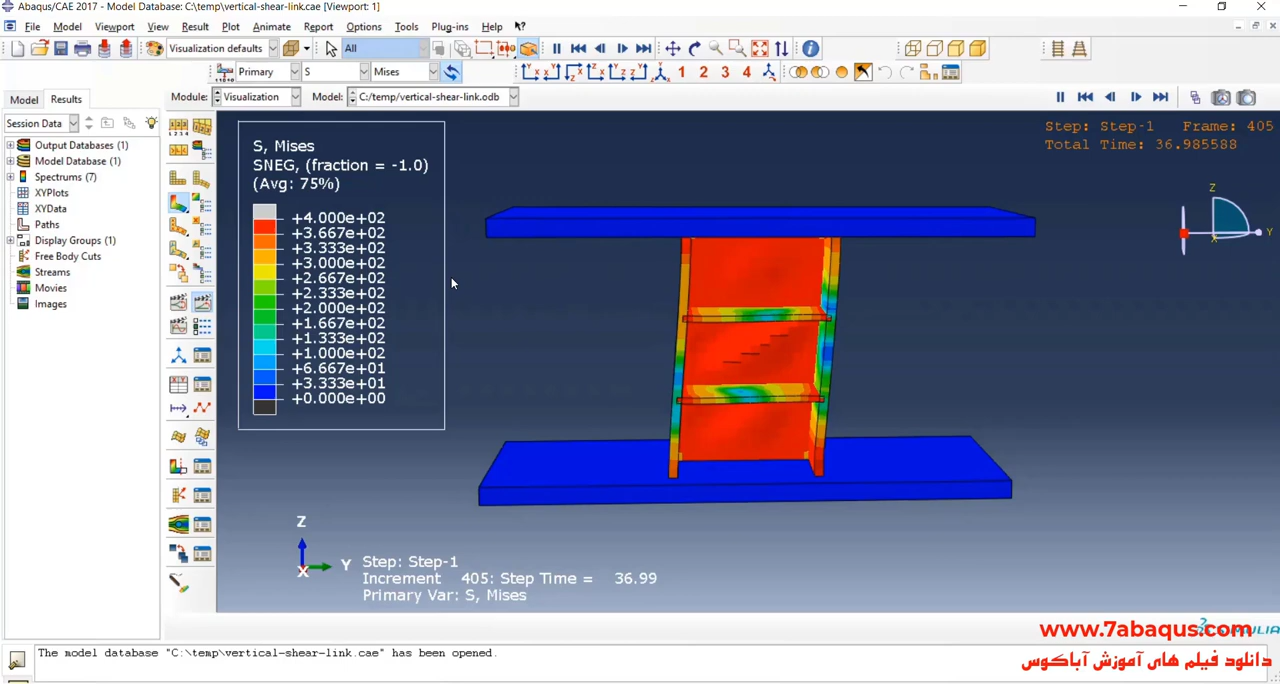 Abaqus/CAE 2017 - Model Database: C:\temp\vertical-shear-link.cae [Viewport: 1]
File Model Viewport View Result Plot Animate Report Options Tools Plug-ins Help
Visualization defaults All
Primary S Mises 1 2 3 4
Model Results Module: Visualization Model: C:/temp/vertical-shear-link.odb
Session Data
Output Databases (1)
Model Database (1)
Spectrums (7)
XYPlots
XYData
Paths
Display Groups (1)
Free Body Cuts
Streams
Movies
Images
S, Mises
SNEG, (fraction = -1.0)
(Avg: 75%)
+4.000e+02
+3.667e+02
+3.333e+02
+3.000e+02
+2.667e+02
+2.333e+02
+2.000e+02
+1.667e+02
+1.333e+02
+1.000e+02
+6.667e+01
+3.333e+01
+0.000e+00
Step: Step-1 Frame: 405
Total Time: 36.985588
Z
Y
X
Z
Y
X
Step: Step-1
Increment 405: Step Time = 36.99
Primary Var: S, Mises
www.7abaqus.com
دانلود فیلم های آموزش آباکوس
The model database "C:\temp\vertical-shear-link.cae" has been opened.